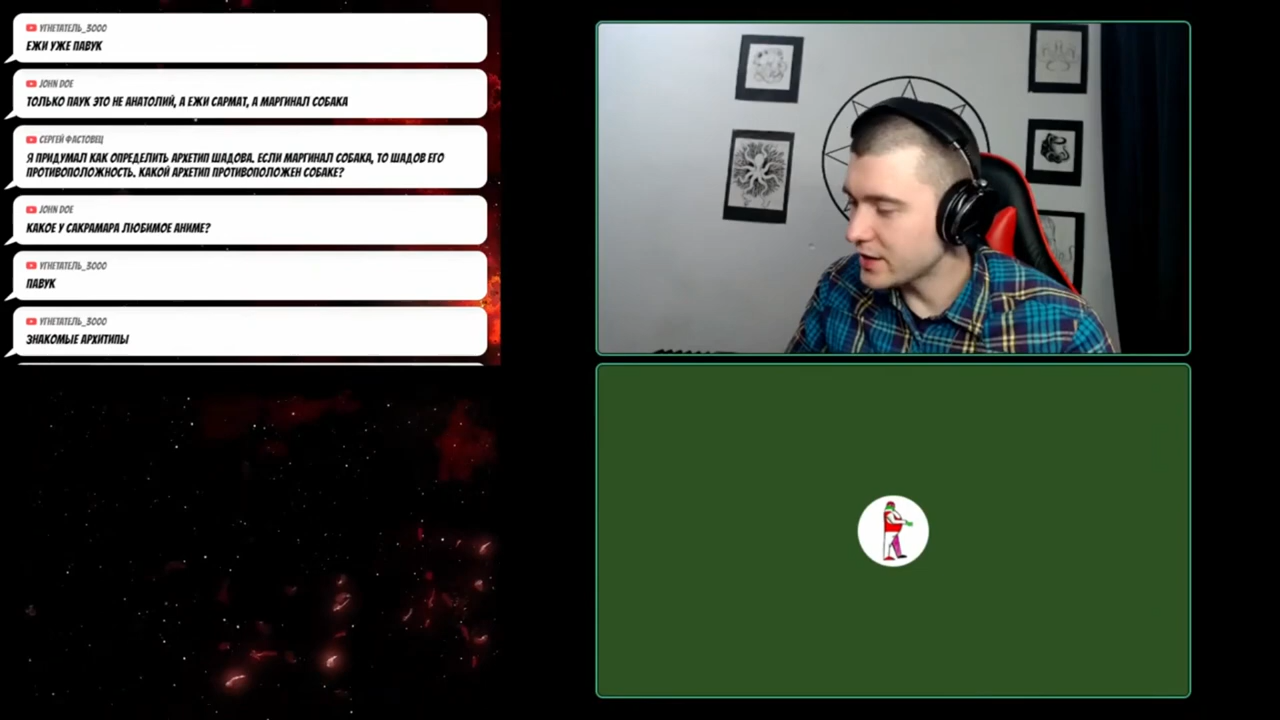 УГНЕТАТЕЛЬ_3000
ЕЖИ УЖЕ ПАВУК
JOHN DOE
ТОЛЬКО ПАУК ЭТО НЕ АНАТОЛИЙ, А ЕЖИ САРМАТ, А МАРГИНАЛ СОБАКА
СЕРГЕЙ ФАСТОВЕЦ
Я ПРИДУМАЛ КАК ОПРЕДЕЛИТЬ АРХЕТИП ШАДОВА. ЕСЛИ МАРГИНАЛ СОБАКА, ТО ШАДОВ ЕГО
ПРОТИВОПОЛОЖНОСТЬ. КАКОЙ АРХЕТИП ПРОТИВОПОЛОЖЕН СОБАКЕ?
JOHN DOE
КАКОЕ У САКРАМАРА ЛЮБИМОЕ АНИМЕ?
УГНЕТАТЕЛЬ_3000
ПАВУК
УГНЕТАТЕЛЬ_3000
ЗНАКОМЫЕ АРХИТИПЫ